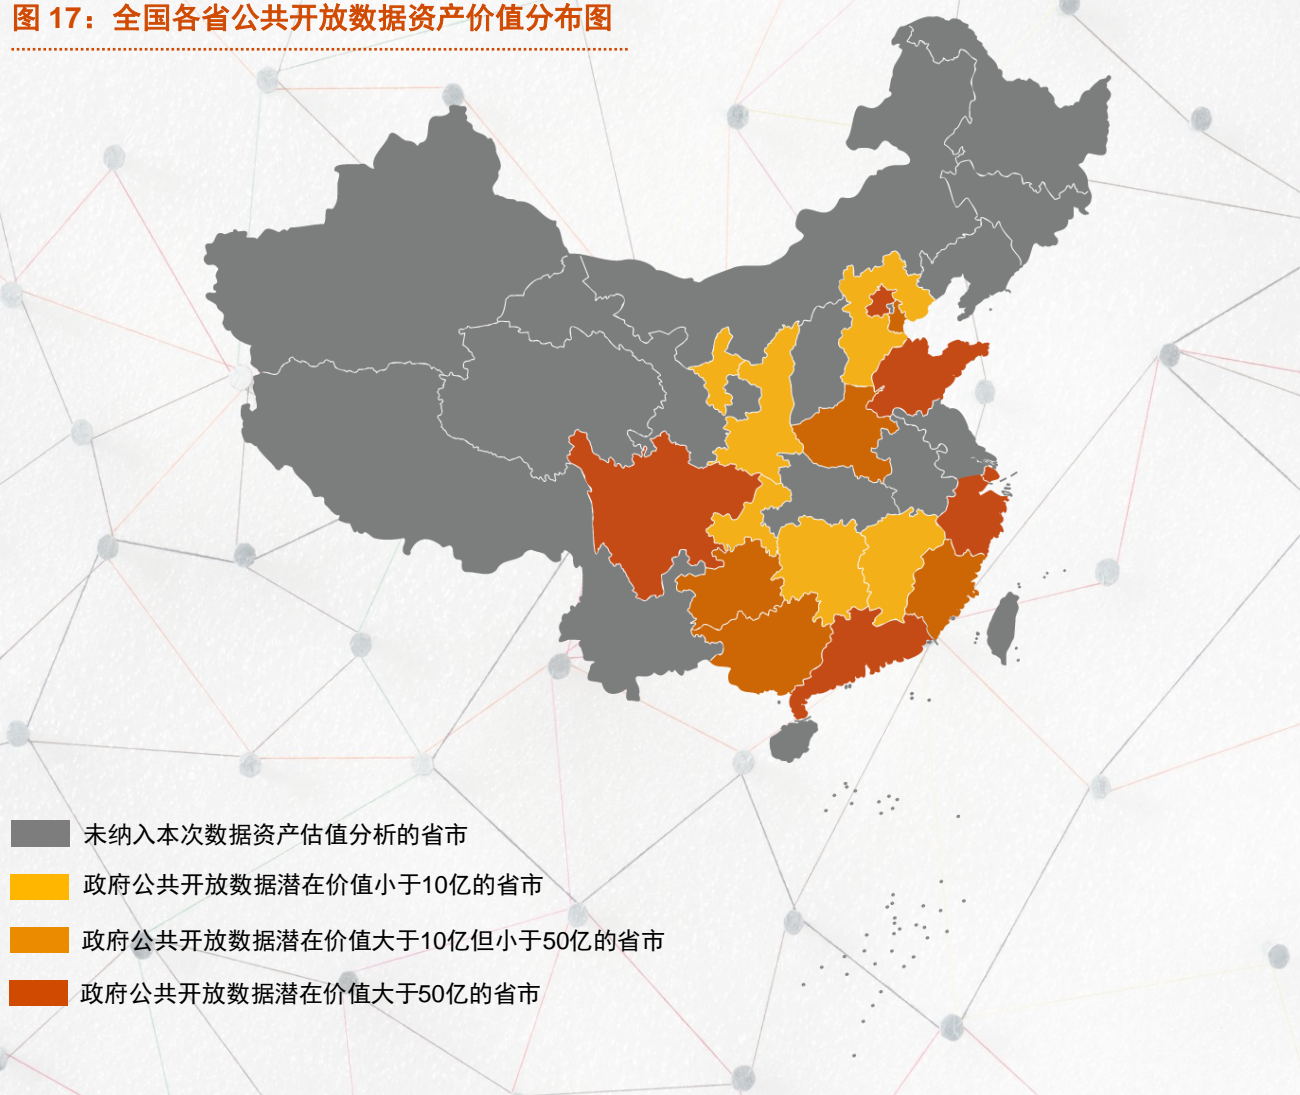 图 17：全国各省公共开放数据资产价值分布图
未纳入本次数据资产估值分析的省市
政府公共开放数据潜在价值小于10亿的省市
政府公共开放数据潜在价值大于10亿但小于50亿的省市
政府公共开放数据潜在价值大于50亿的省市